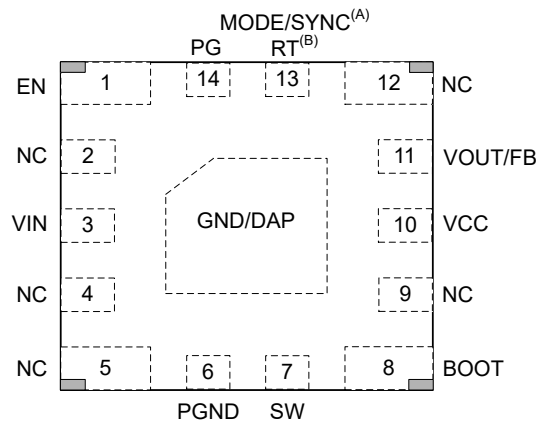 MODE/SYNC(A)
PG RT(B)
EN 1 14 13 12 NC
NC 2 11 VOUT/FB
VIN 3 GND/DAP 10 VCC
NC 4 9 NC
NC 5 6 7 8 BOOT
PGND SW